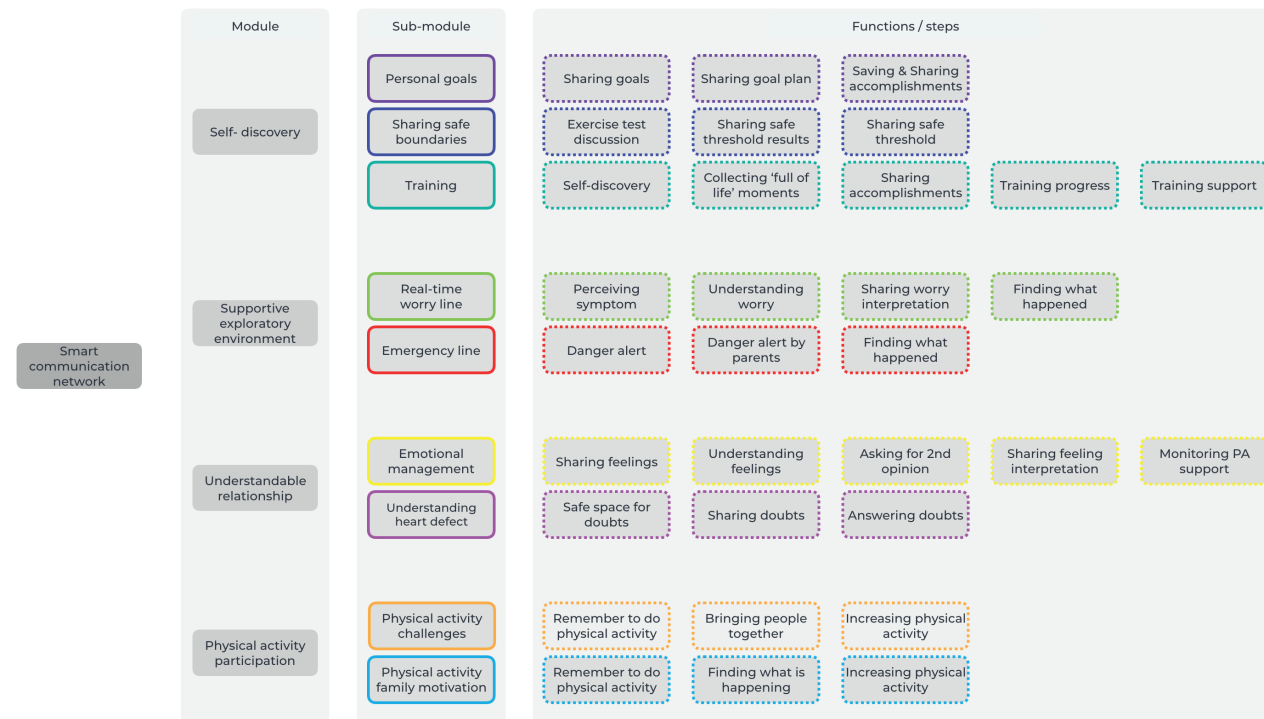 Module
Sub-module
Functions / steps
Personal goals
Sharing goals
Sharing goal plan
Saving & Sharing
accomplishments
Self- discovery
Sharing safe
boundaries
Exercise test
discussion
Sharing safe
threshold results
Sharing safe
threshold
Training
Self-discovery
Collecting ‘full of
life’ moments
Sharing
accomplishments
Training progress
Training support
Smart
communication
network
Supportive
exploratory
environment
Real-time
worry line
Perceiving
symptom
Understanding
worry
Sharing worry
interpretation
Finding what
happened
Emergency line
Danger alert
Danger alert by
parents
Finding what
happened
Understandable
relationship
Emotional
management
Sharing feelings
Understanding
feelings
Asking for 2nd
opinion
Sharing feeling
interpretation
Monitoring PA
support
Understanding
heart defect
Safe space for
doubts
Sharing doubts
Answering doubts
Physical activity
participation
Physical activity
challenges
Remember to do
physical activity
Bringing people
together
Increasing physical
activity
Physical activity
family motivation
Remember to do
physical activity
Finding what is
happening
Increasing physical
activity